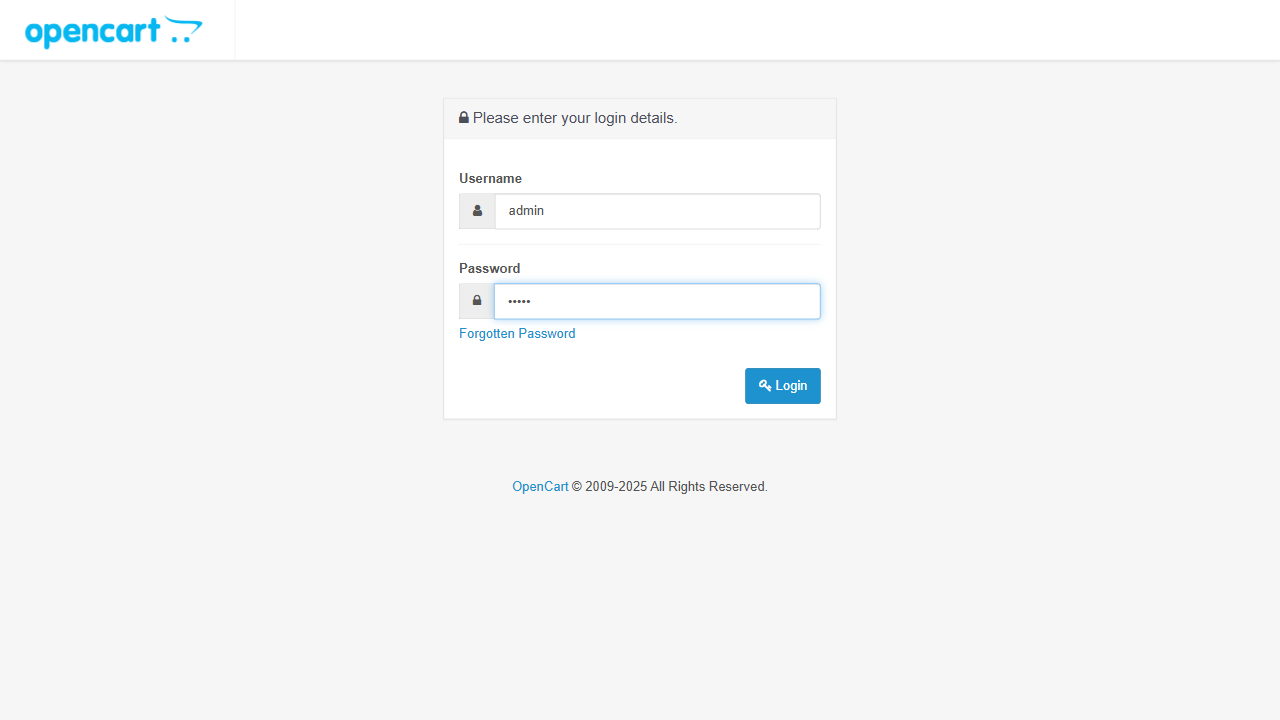 opencart
Please enter your login details.
Username
admin
Password
•••••
Forgotten Password
Login
OpenCart © 2009-2025 All Rights Reserved.